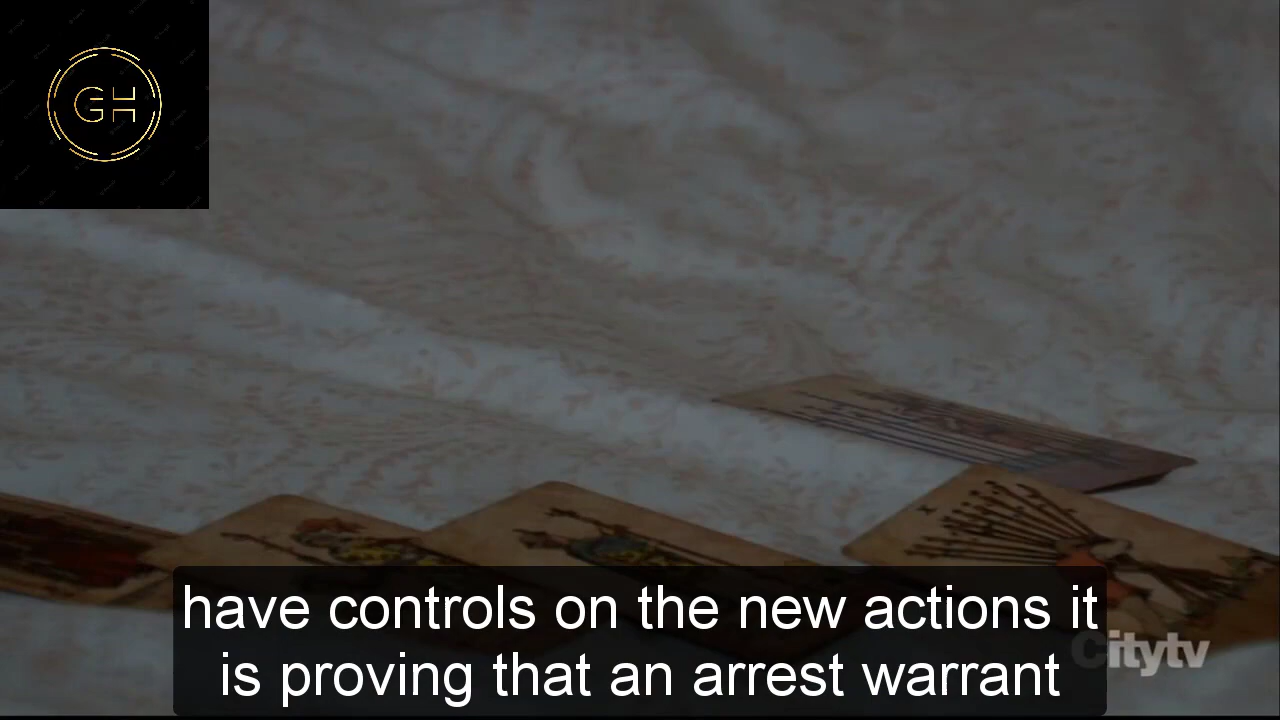 GH
have controls on the new actions it
is proving that an arrest warrant
Citytv
X